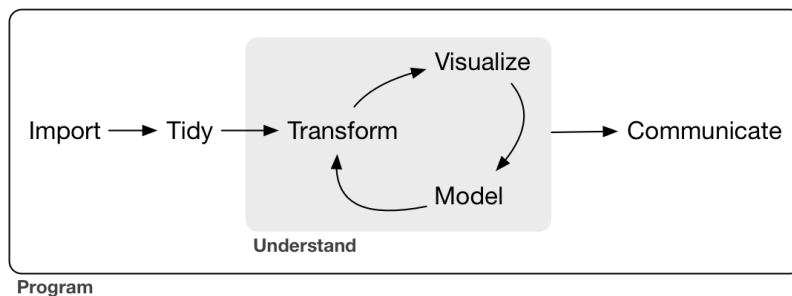 Visualize
Import
Tidy
Transform
Communicate
Model
Understand
Program